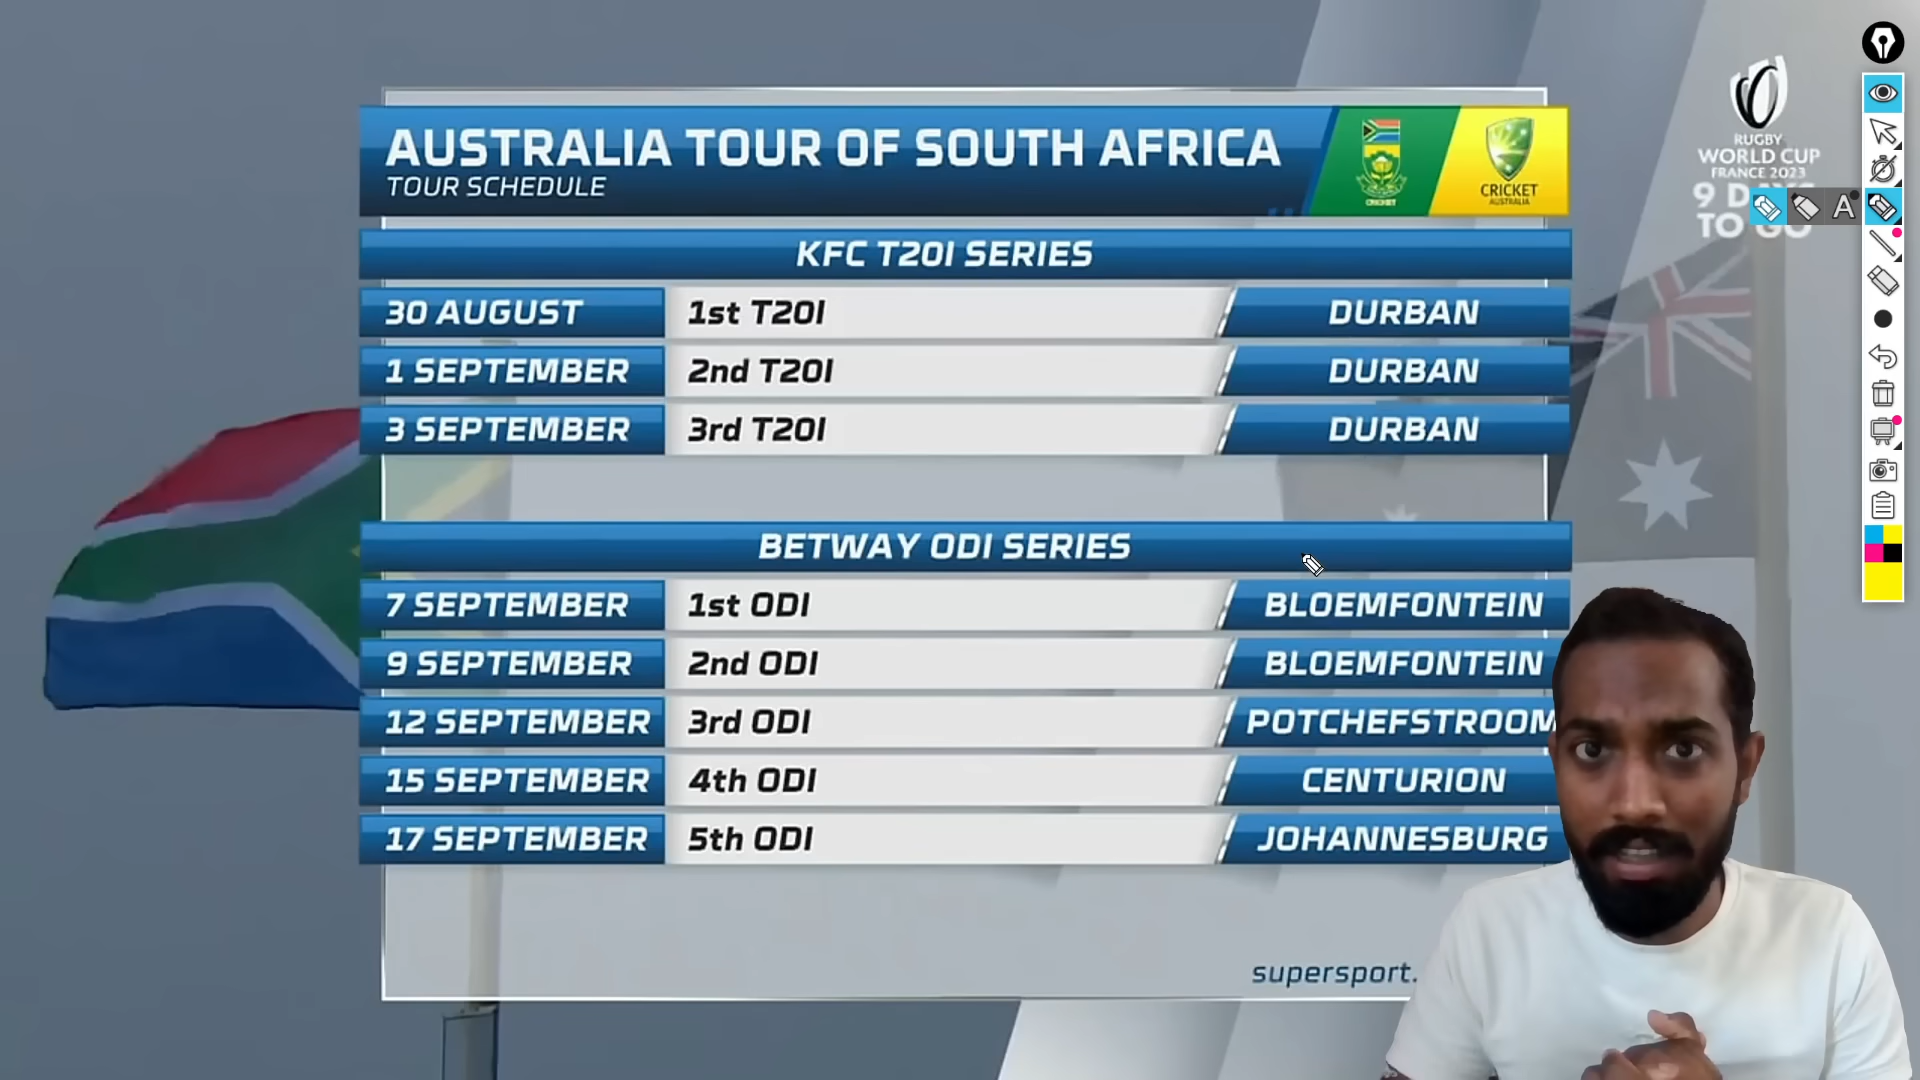 AUSTRALIA TOUR OF SOUTH AFRICA
TOUR SCHEDULE
CRICKET
CRICKET
AUSTRALIA
RUGBY
WORLD CUP
FRANCE 2023
9
TO GO
A
KFC T20I SERIES
30 AUGUST 1st T20I DURBAN
1 SEPTEMBER 2nd T20I DURBAN
3 SEPTEMBER 3rd T20I DURBAN
BETWAY ODI SERIES
7 SEPTEMBER 1st ODI BLOEMFONTEIN
9 SEPTEMBER 2nd ODI BLOEMFONTEIN
12 SEPTEMBER 3rd ODI POTCHEFSTROOM
15 SEPTEMBER 4th ODI CENTURION
17 SEPTEMBER 5th ODI JOHANNESBURG
supersport.